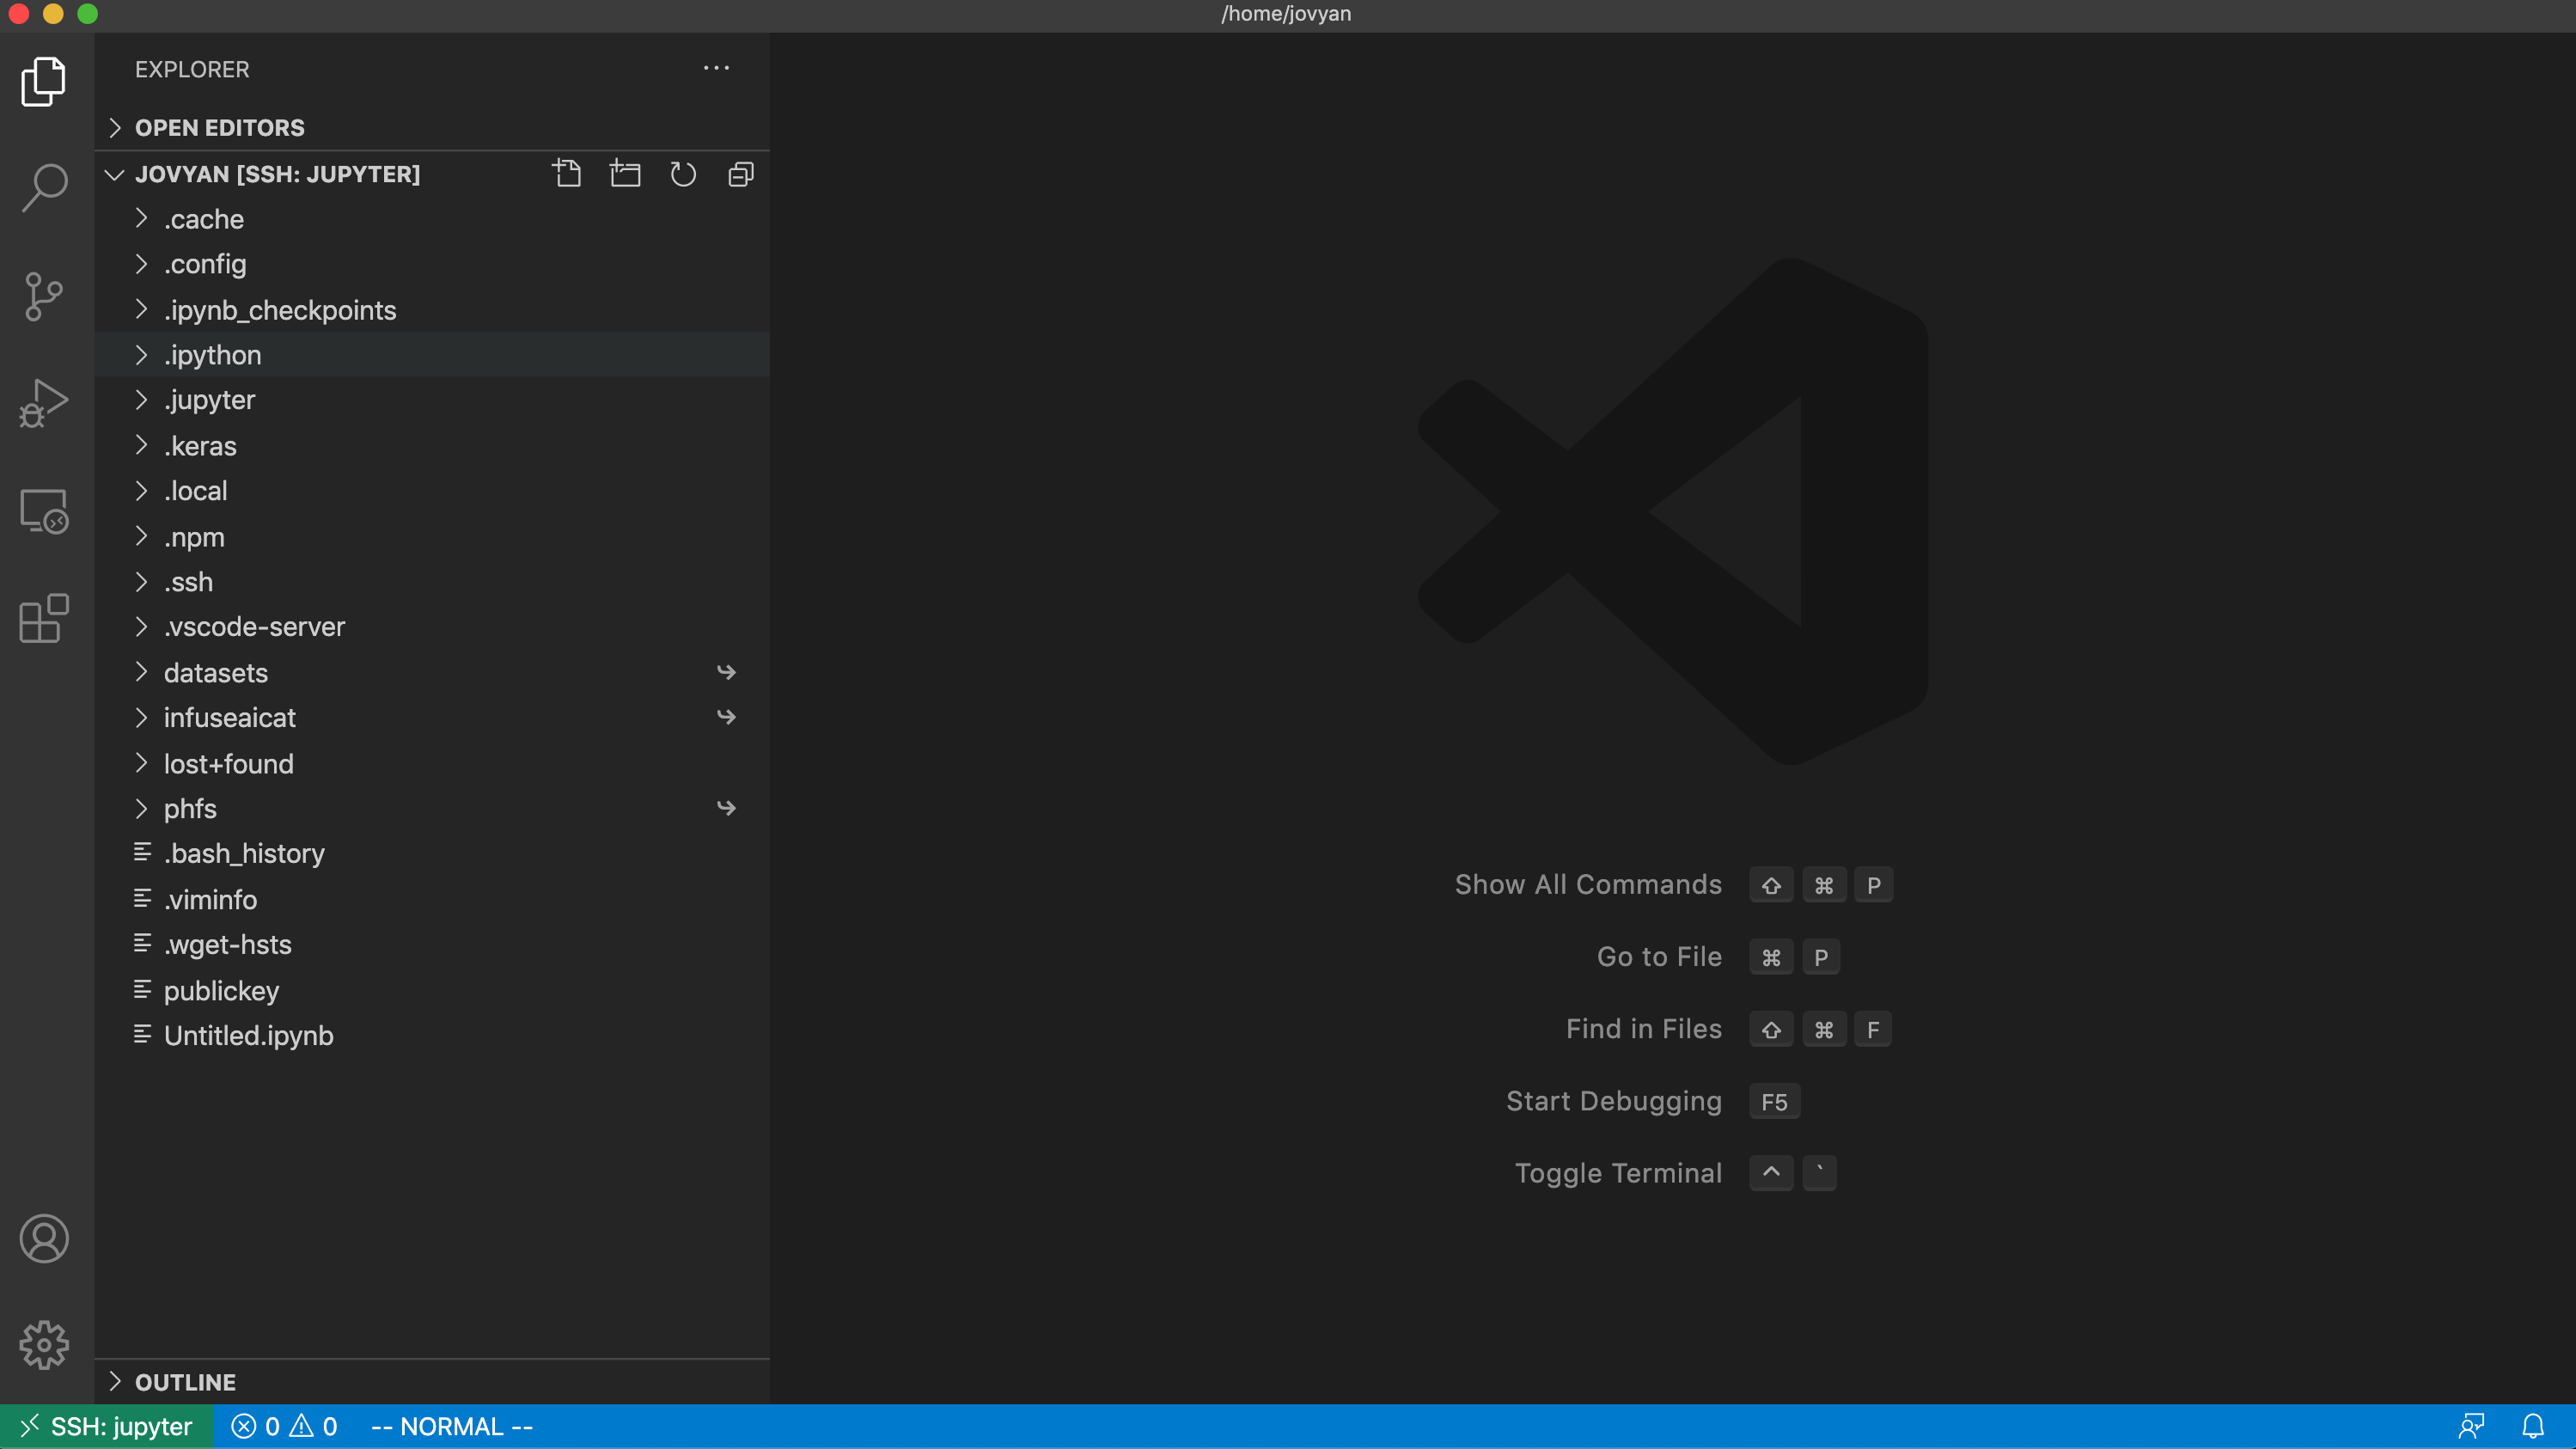 /home/jovyan
EXPLORER
OPEN EDITORS
JOVYAN [SSH: JUPYTER]
.cache
.config
.ipynb_checkpoints
.ipython
.jupyter
.keras
.local
.npm
.ssh
.vscode-server
datasets
infuseaicat
lost+found
phfs
.bash_history
.viminfo
.wget-hsts
publickey
Untitled.ipynb
OUTLINE
Show All Commands ⇧ ⌘ P
Go to File ⌘ P
Find in Files ⇧ ⌘ F
Start Debugging F5
Toggle Terminal ^ `
SSH: jupyter 0 0 -- NORMAL --